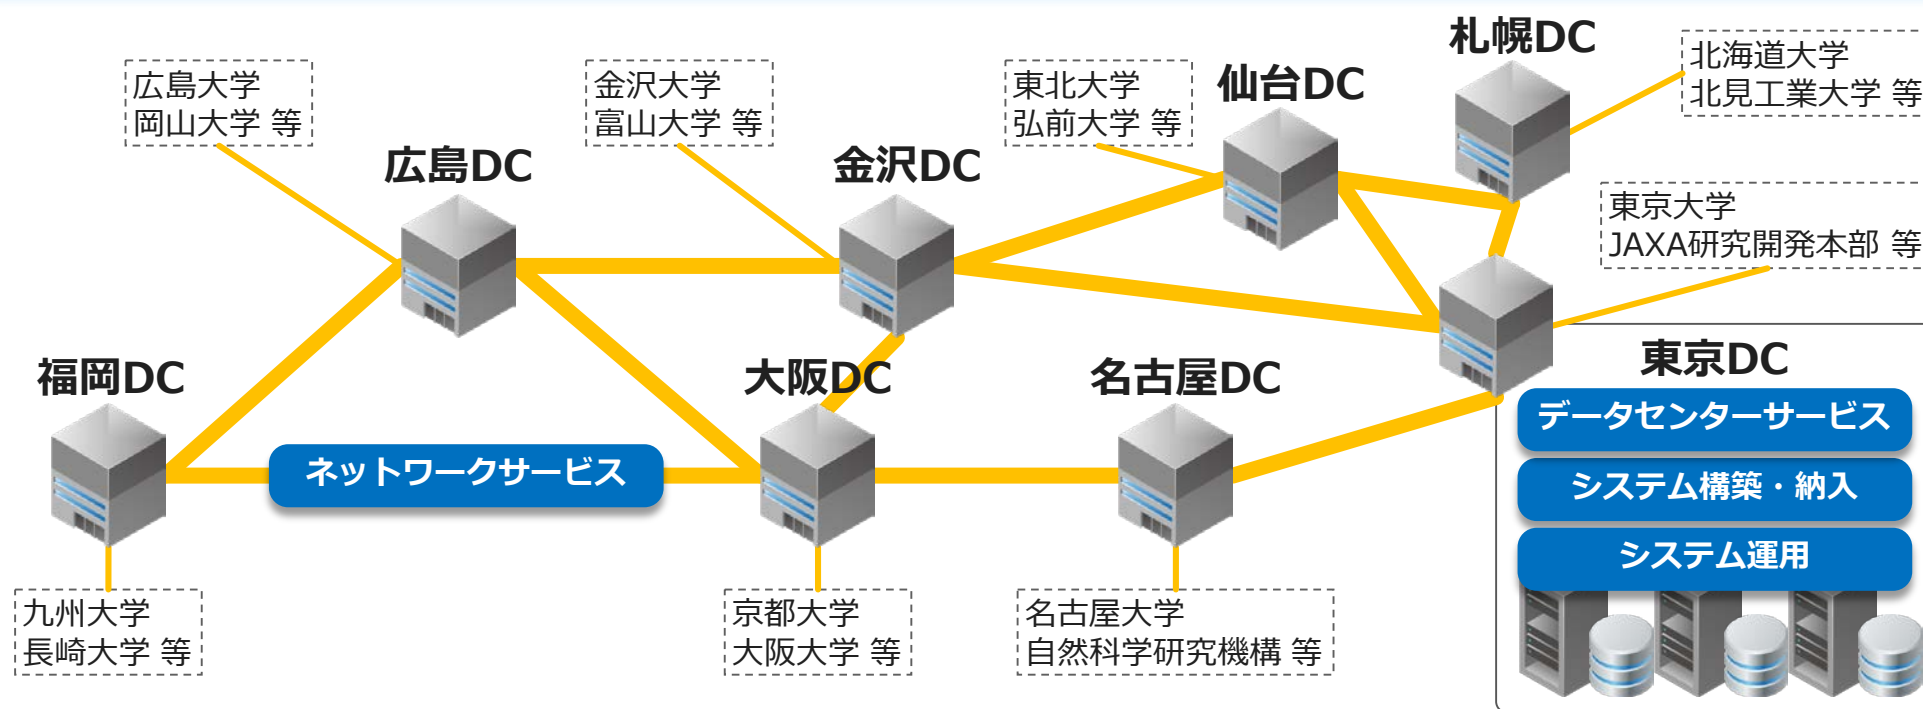 札幌DC
北海道大学
北見工業大学 等
仙台DC
東北大学
弘前大学 等
広島大学
岡山大学 等
金沢大学
富山大学 等
広島DC
金沢DC
東京大学
JAXA研究開発本部 等
福岡DC
大阪DC
名古屋DC
東京DC
データセンターサービス
ネットワークサービス
システム構築・納入
システム運用
九州大学
長崎大学 等
京都大学
大阪大学 等
名古屋大学
自然科学研究機構 等